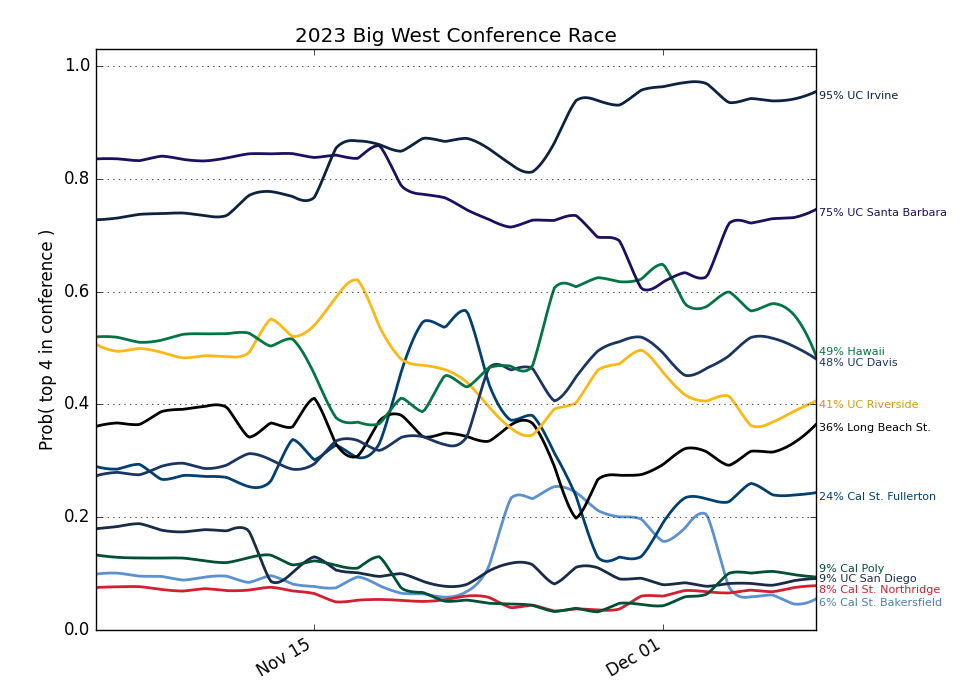 2023 Big West Conference Race
Prob( top 4 in conference )
1.0
0.8
0.6
0.4
0.2
0.0
Nov 15
Dec 01
95% UC Irvine
75% UC Santa Barbara
49% Hawaii
48% UC Davis
41% UC Riverside
36% Long Beach St.
24% Cal St. Fullerton
9% Cal Poly
9% UC San Diego
8% Cal St. Northridge
6% Cal St. Bakersfield